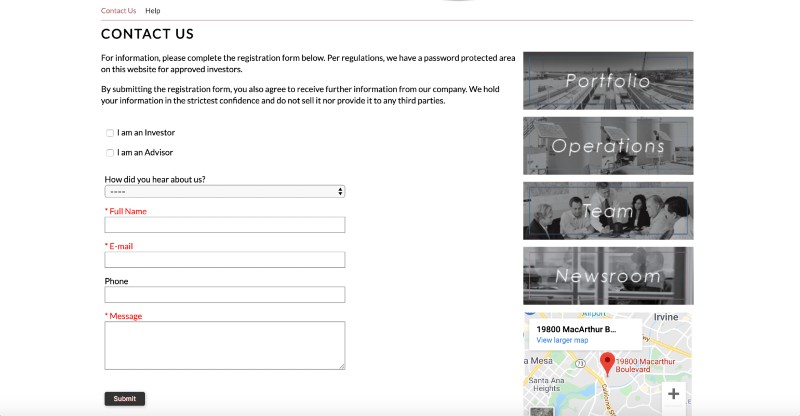 Contact Us Help
CONTACT US
For information, please complete the registration form below. Per regulations, we have a password protected area
on this website for approved investors.
By submitting the registration form, you also agree to receive further information from our company. We hold
your information in the strictest confidence and do not sell it nor provide it to any third parties.
I am an Investor
I am an Advisor
How did you hear about us?
----
* Full Name
* E-mail
Phone
* Message
Submit
Portfolio
Operations
Team
Newsroom
Airport
Irvine
19800 MacArthur B...
View larger map
a Mesa
73
19800 Macarthur
Boulevard
Santa Ana
Heights
California
+